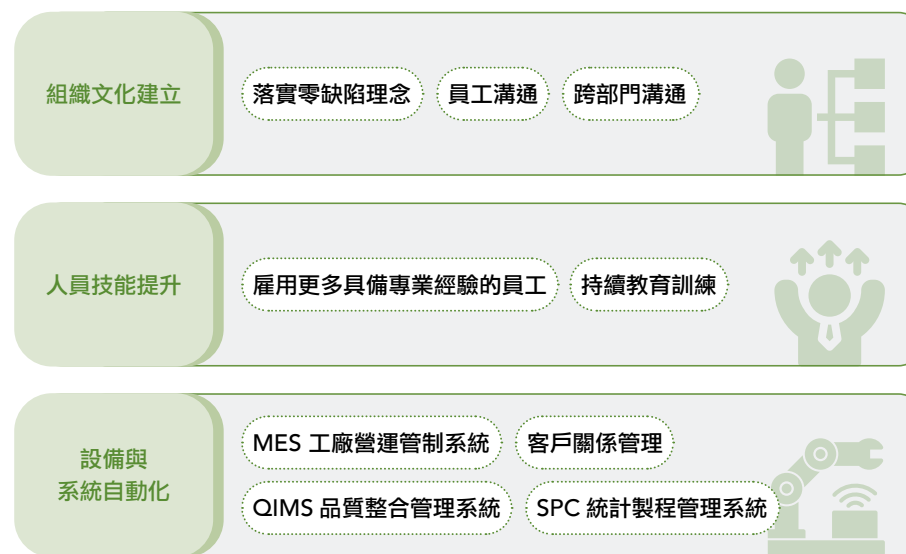 組織文化建立
落實零缺陷理念
員工溝通
跨部門溝通
人員技能提升
雇用更多具備專業經驗的員工
持續教育訓練
設備與
系統自動化
MES 工廠營運管制系統
客戶關係管理
QIMS 品質整合管理系統
SPC 統計製程管理系統